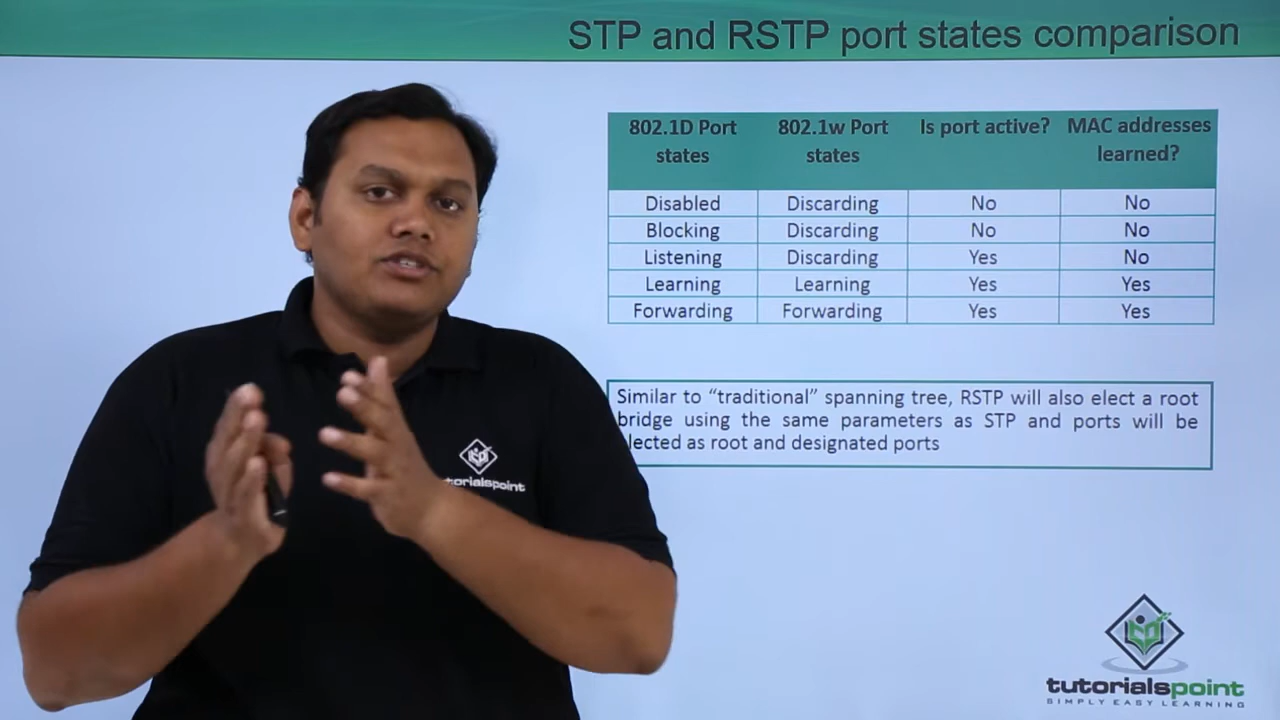 STP and RSTP port states comparison
802.1D Port states 802.1w Port states Is port active? MAC addresses learned?
Disabled Discarding No No
Blocking Discarding No No
Listening Discarding Yes No
Learning Learning Yes Yes
Forwarding Forwarding Yes Yes
Similar to “traditional” spanning tree, RSTP will also elect a root
bridge using the same parameters as STP and ports will be
lected as root and designated ports
torialspoint
tutorialspoint
SIMPLY EASY LEARNING